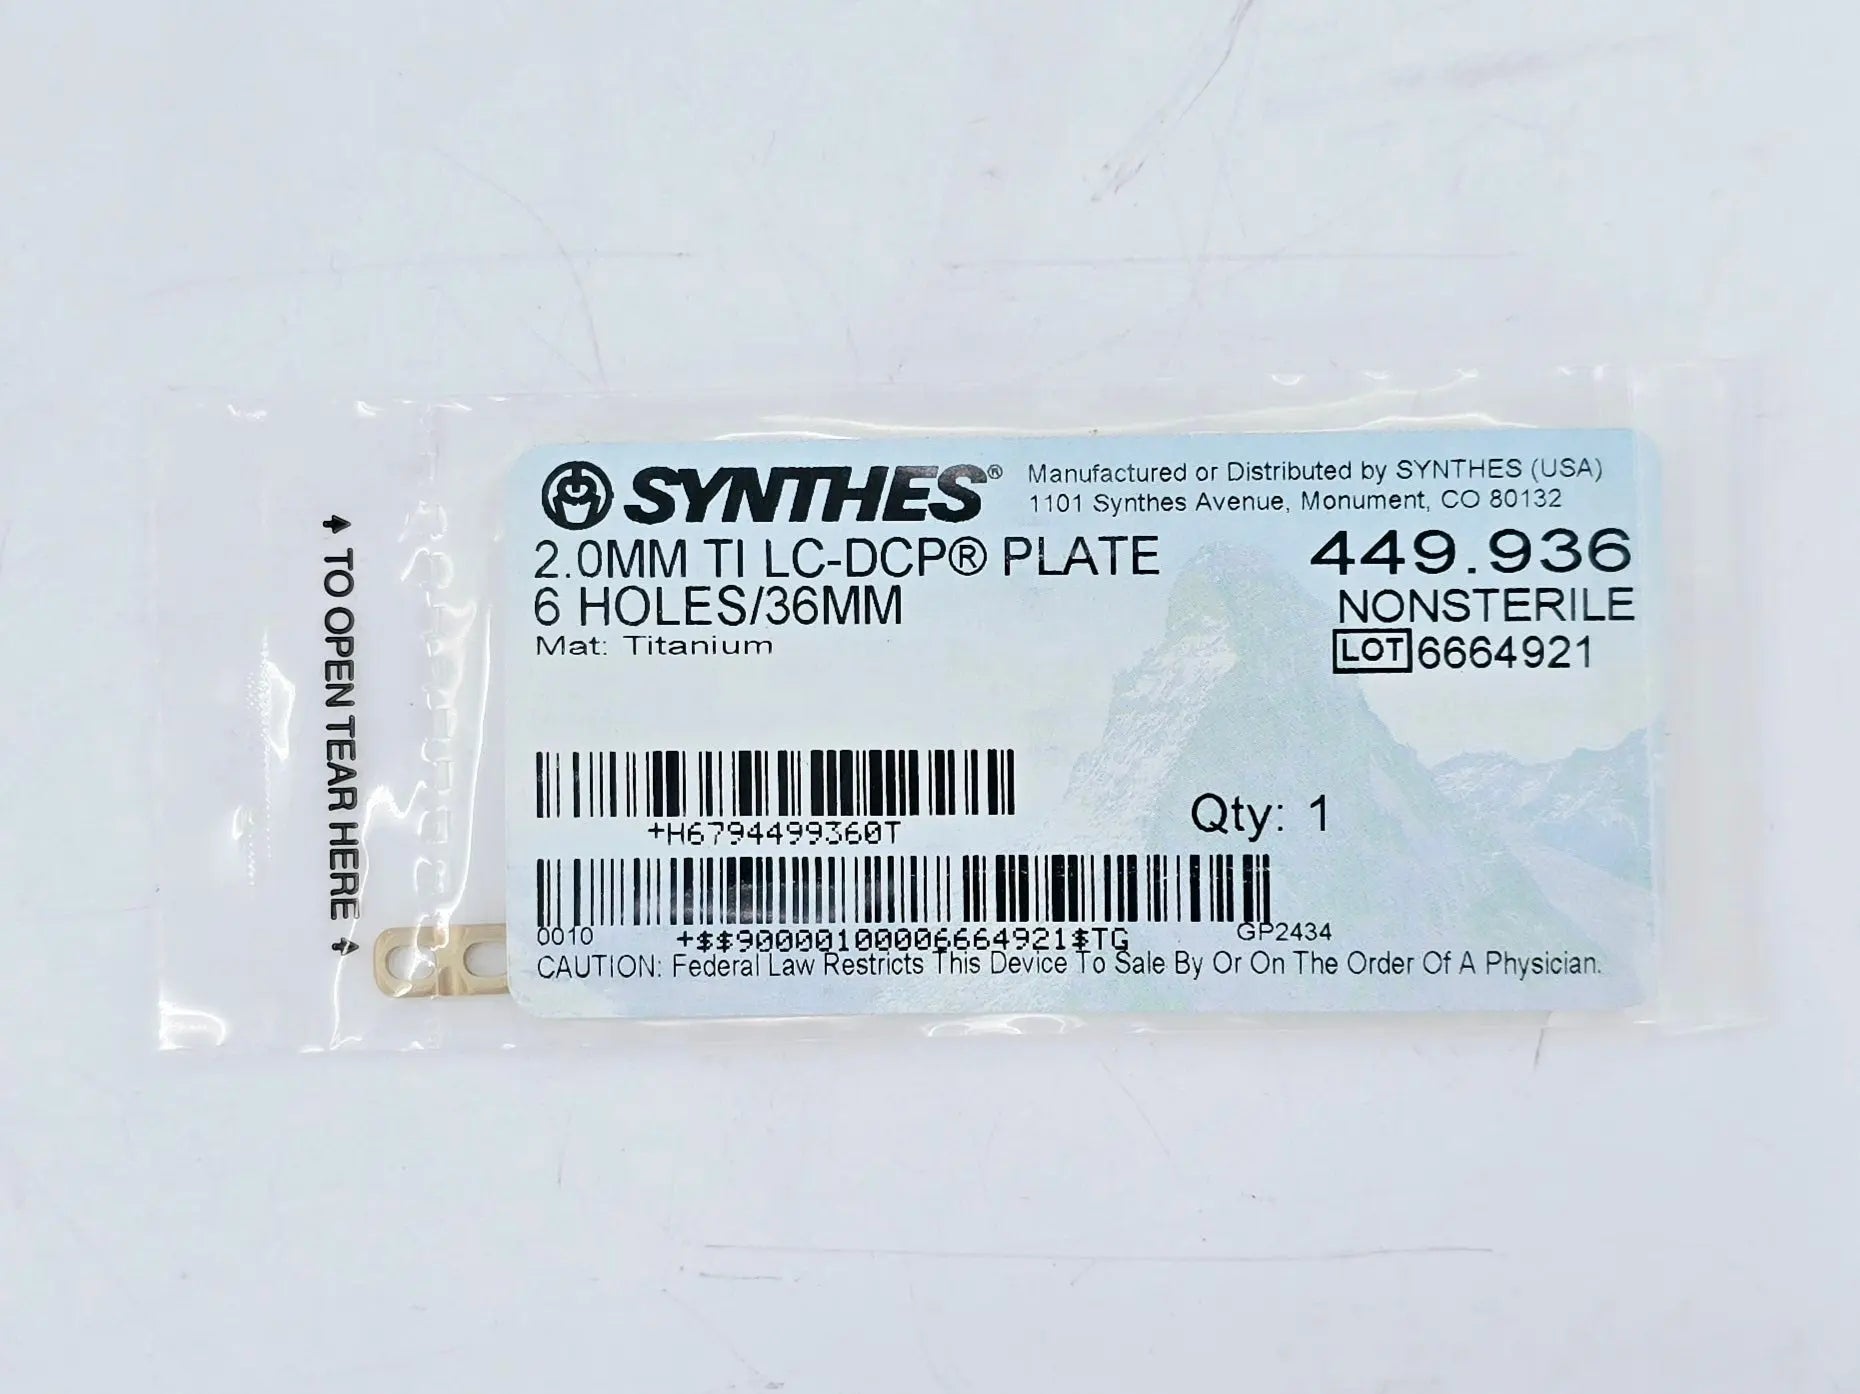 TO OPEN TEAR HERE
SYNTHES®
Manufactured or Distributed by SYNTHES (USA)
1101 Synthes Avenue, Monument, CO 80132
2.0MM TI LC-DCP® PLATE
449.936
6 HOLES/36MM
NONSTERILE
Mat: Titanium
LOT 6664921
+H6794499360T
Qty: 1
0010
+$$900001000066664921$TG
GP2434
CAUTION: Federal Law Restricts This Device To Sale By Or On The Order Of A Physician.